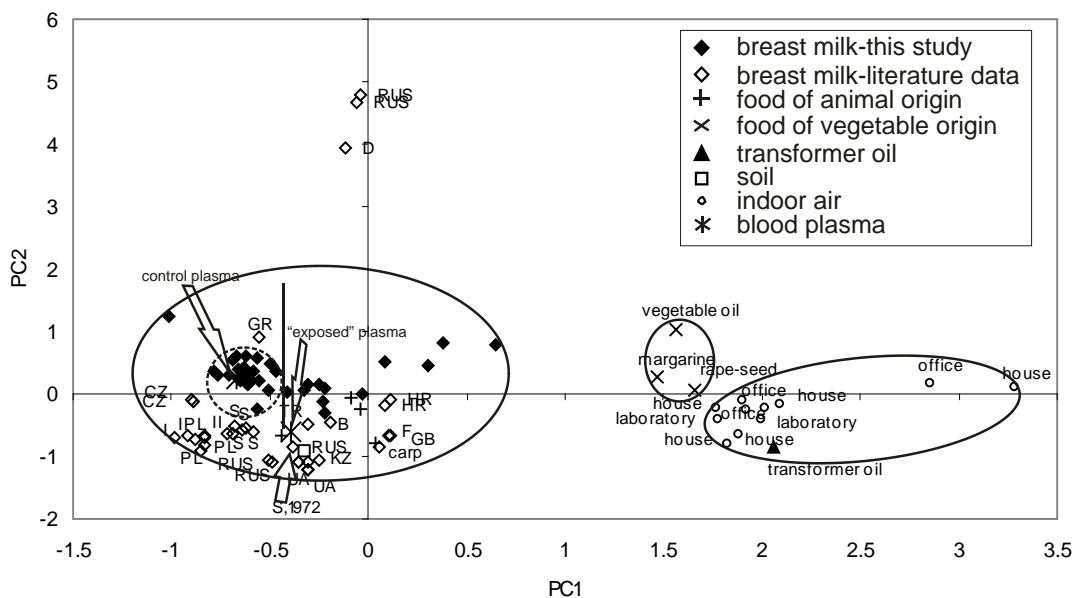 6
5
4
3
2
1
0
-1
-2
PC2
breast milk-this study
breast milk-literature data
food of animal origin
food of vegetable origin
transformer oil
soil
indoor air
blood plasma
RUS
RUS
D
control plasma
GR
"exposed" plasma
vegetable oil
margarine
rape-seed
office
house
CZ
CZ
HR
HR
house
office
house
laboratory
office
laboratory
house
house
transformer oil
I
I
PL
II
S
S
S
S
R
B
F
GB
carp
PL
PL
RUS
RUS
RUS
KZ
UA
UA
S,1972
-1.5
-1
-0.5
0
0.5
1
1.5
2
2.5
3
3.5
PC1